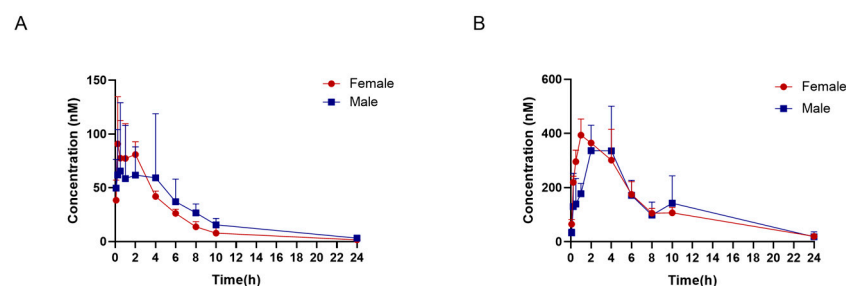 A
B
150
100
50
0
Concentration (nM)
0 2 4 6 8 10 12 14 16 18 20 22 24
Time(h)
Female
Male
600
400
200
0
Concentration (nM)
0 2 4 6 8 10 12 14 16 18 20 22 24
Time(h)
Female
Male